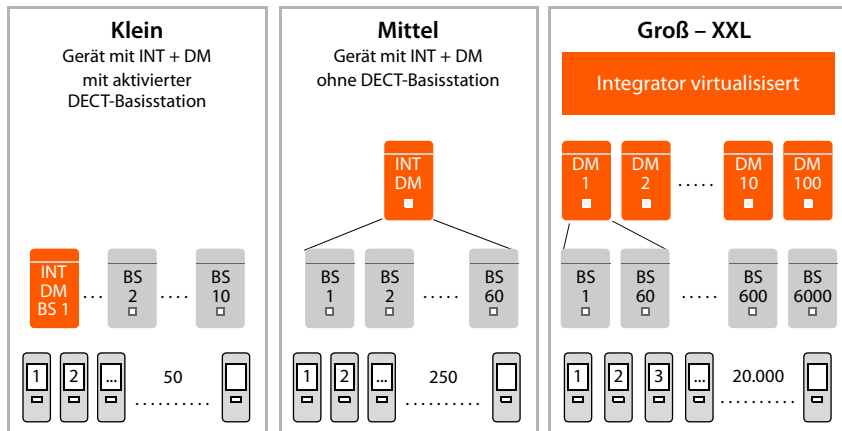 Klein
Gerät mit INT + DM
mit aktivierter
DECT-Basisstation
INT
DM
BS 1
....
BS
2
....
BS
10
1
2
...
50
..........
Mittel
Gerät mit INT + DM
ohne DECT-Basisstation
INT
DM
BS
1
BS
2
.....
BS
60
1
2
...
250
..........
Groß – XXL
Integrator virtualisisert
DM
1
DM
2
.....
DM
10
DM
100
BS
1
BS
60
.....
BS
600
BS
6000
1
2
3
...
20.000
..........